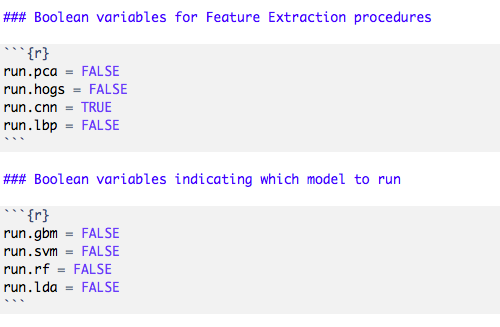 ### Boolean variables for Feature Extraction procedures
```{r}
run.pca = FALSE
run.hogs = FALSE
run.cnn = TRUE
run.lbp = FALSE
```
### Boolean variables indicating which model to run
```{r}
run.gbm = FALSE
run.svm = FALSE
run.rf = FALSE
run.lda = FALSE
```